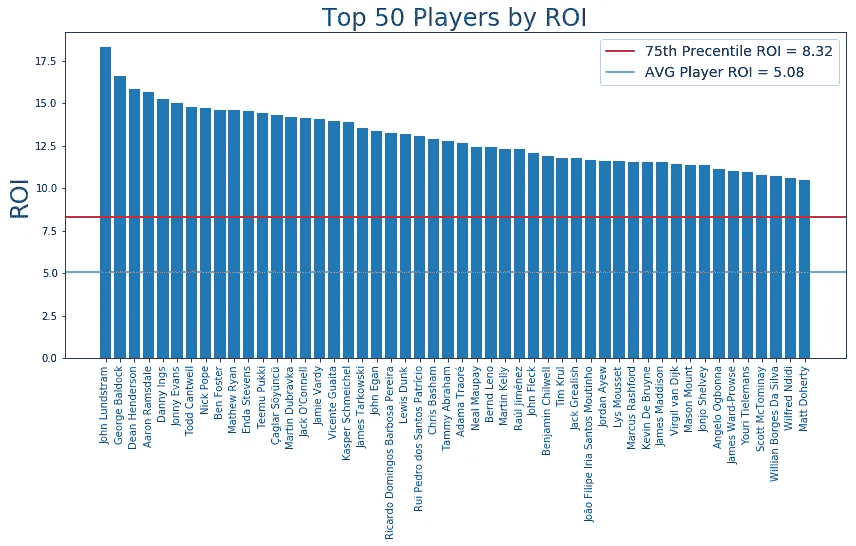 Top 50 Players by ROI
75th Precentile ROI = 8.32
AVG Player ROI = 5.08
ROI
17.5
15.0
12.5
10.0
7.5
5.0
2.5
0.0
John Lundstram
George Baldock
Dean Henderson
Aaron Ramsdale
Danny Ings
Jonny Evans
Todd Cantwell
Nick Pope
Ben Foster
Mathew Ryan
Enda Stevens
Teemu Pukki
Çaglar Söyüncü
Martin Dubravka
Jack O'Connell
Jamie Vardy
Vicente Guaita
Kasper Schmeichel
James Tarkowski
John Egan
Ricardo Domingos Barbosa Pereira
Lewis Dunk
Rui Pedro dos Santos Patrício
Chris Basham
Tammy Abraham
Adama Traoré
Neal Maupay
Bernd Leno
Martin Kelly
Raúl Jiménez
John Fleck
Benjamin Chilwell
Tim Krul
Jack Grealish
João Filipe Iria Santos Moutinho
Jordan Ayew
Lys Mousset
Marcus Rashford
Kevin De Bruyne
James Maddison
Virgil van Dijk
Mason Mount
Jonjo Shelvey
Angelo Ogbonna
James Ward-Prowse
Youri Tielemans
Scott McTominay
Willian Borges Da Silva
Wilfred Ndidi
Matt Doherty